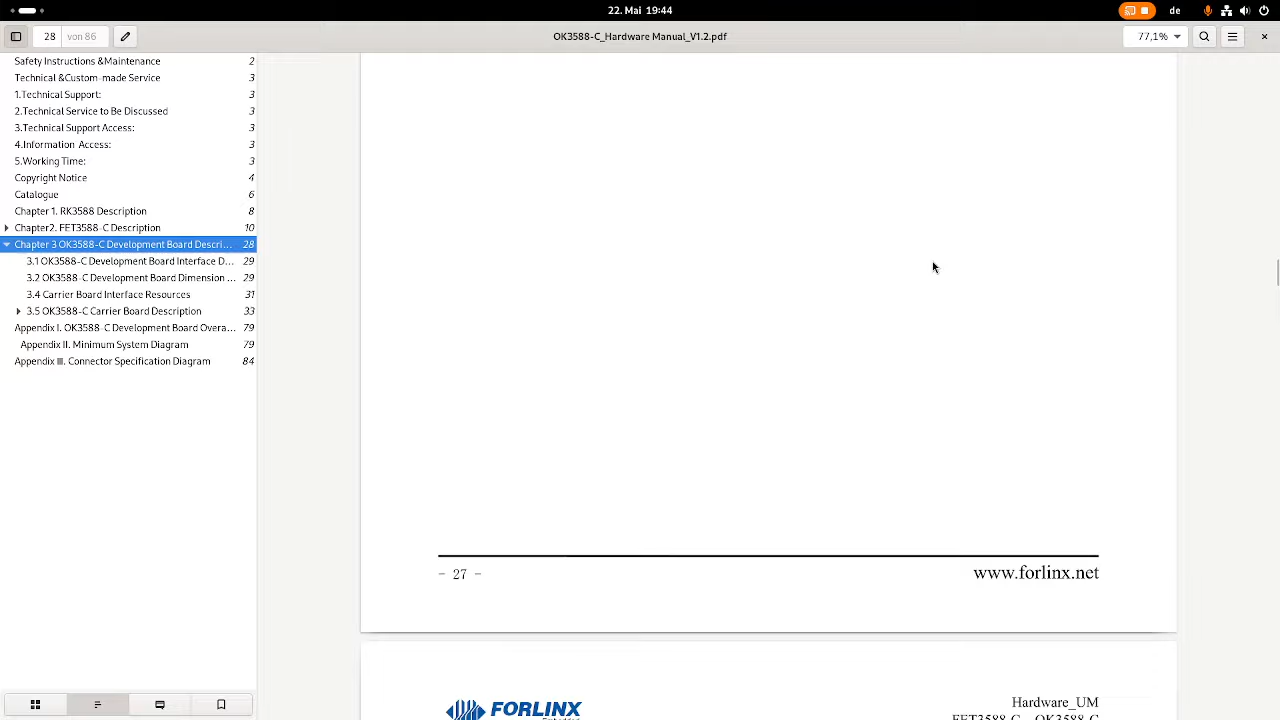 22. Mai 19:44
de
28 von 86
OK3588-C_Hardware Manual_V1.2.pdf
77,1%
Safety Instructions &Maintenance 2
Technical &Custom-made Service 3
1.Technical Support: 3
2.Technical Service to Be Discussed 3
3.Technical Support Access: 3
4.Information Access: 3
5.Working Time: 3
Copyright Notice 4
Catalogue 6
Chapter 1. RK3588 Description 8
Chapter2. FET3588-C Description 10
Chapter 3 OK3588-C Development Board Descri... 28
3.1 OK3588-C Development Board Interface D... 29
3.2 OK3588-C Development Board Dimension ... 29
3.4 Carrier Board Interface Resources 31
3.5 OK3588-C Carrier Board Description 33
Appendix I. OK3588-C Development Board Overa... 79
Appendix II. Minimum System Diagram 79
Appendix Ⅲ. Connector Specification Diagram 84
- 27 -
www.forlinx.net
FORLINX
Hardware_UM